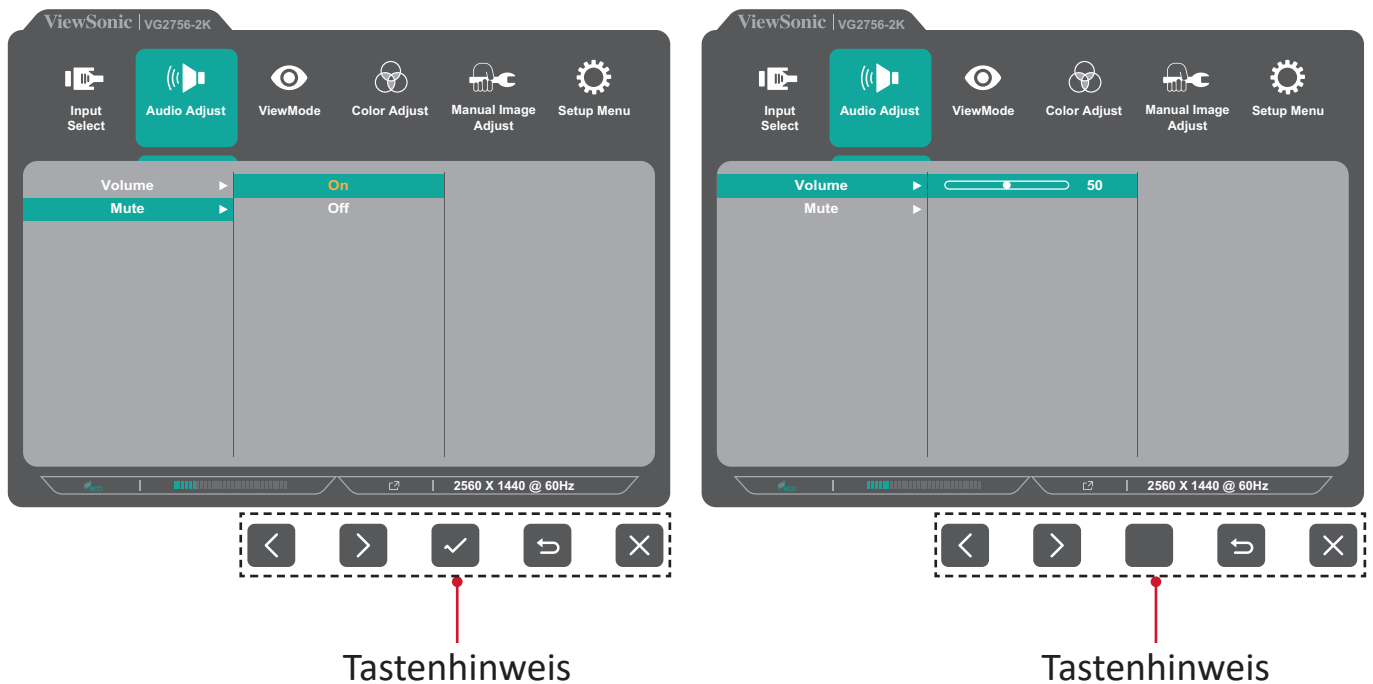 ViewSonic VG2756-2K
Input
Select
Audio Adjust
ViewMode
Color Adjust
Manual Image
Adjust
Setup Menu
Volume
On
Mute
Off
eco
2560 X 1440 @ 60Hz
Tastenhinweis
ViewSonic VG2756-2K
Input
Select
Audio Adjust
ViewMode
Color Adjust
Manual Image
Adjust
Setup Menu
Volume
50
Mute
eco
2560 X 1440 @ 60Hz
Tastenhinweis